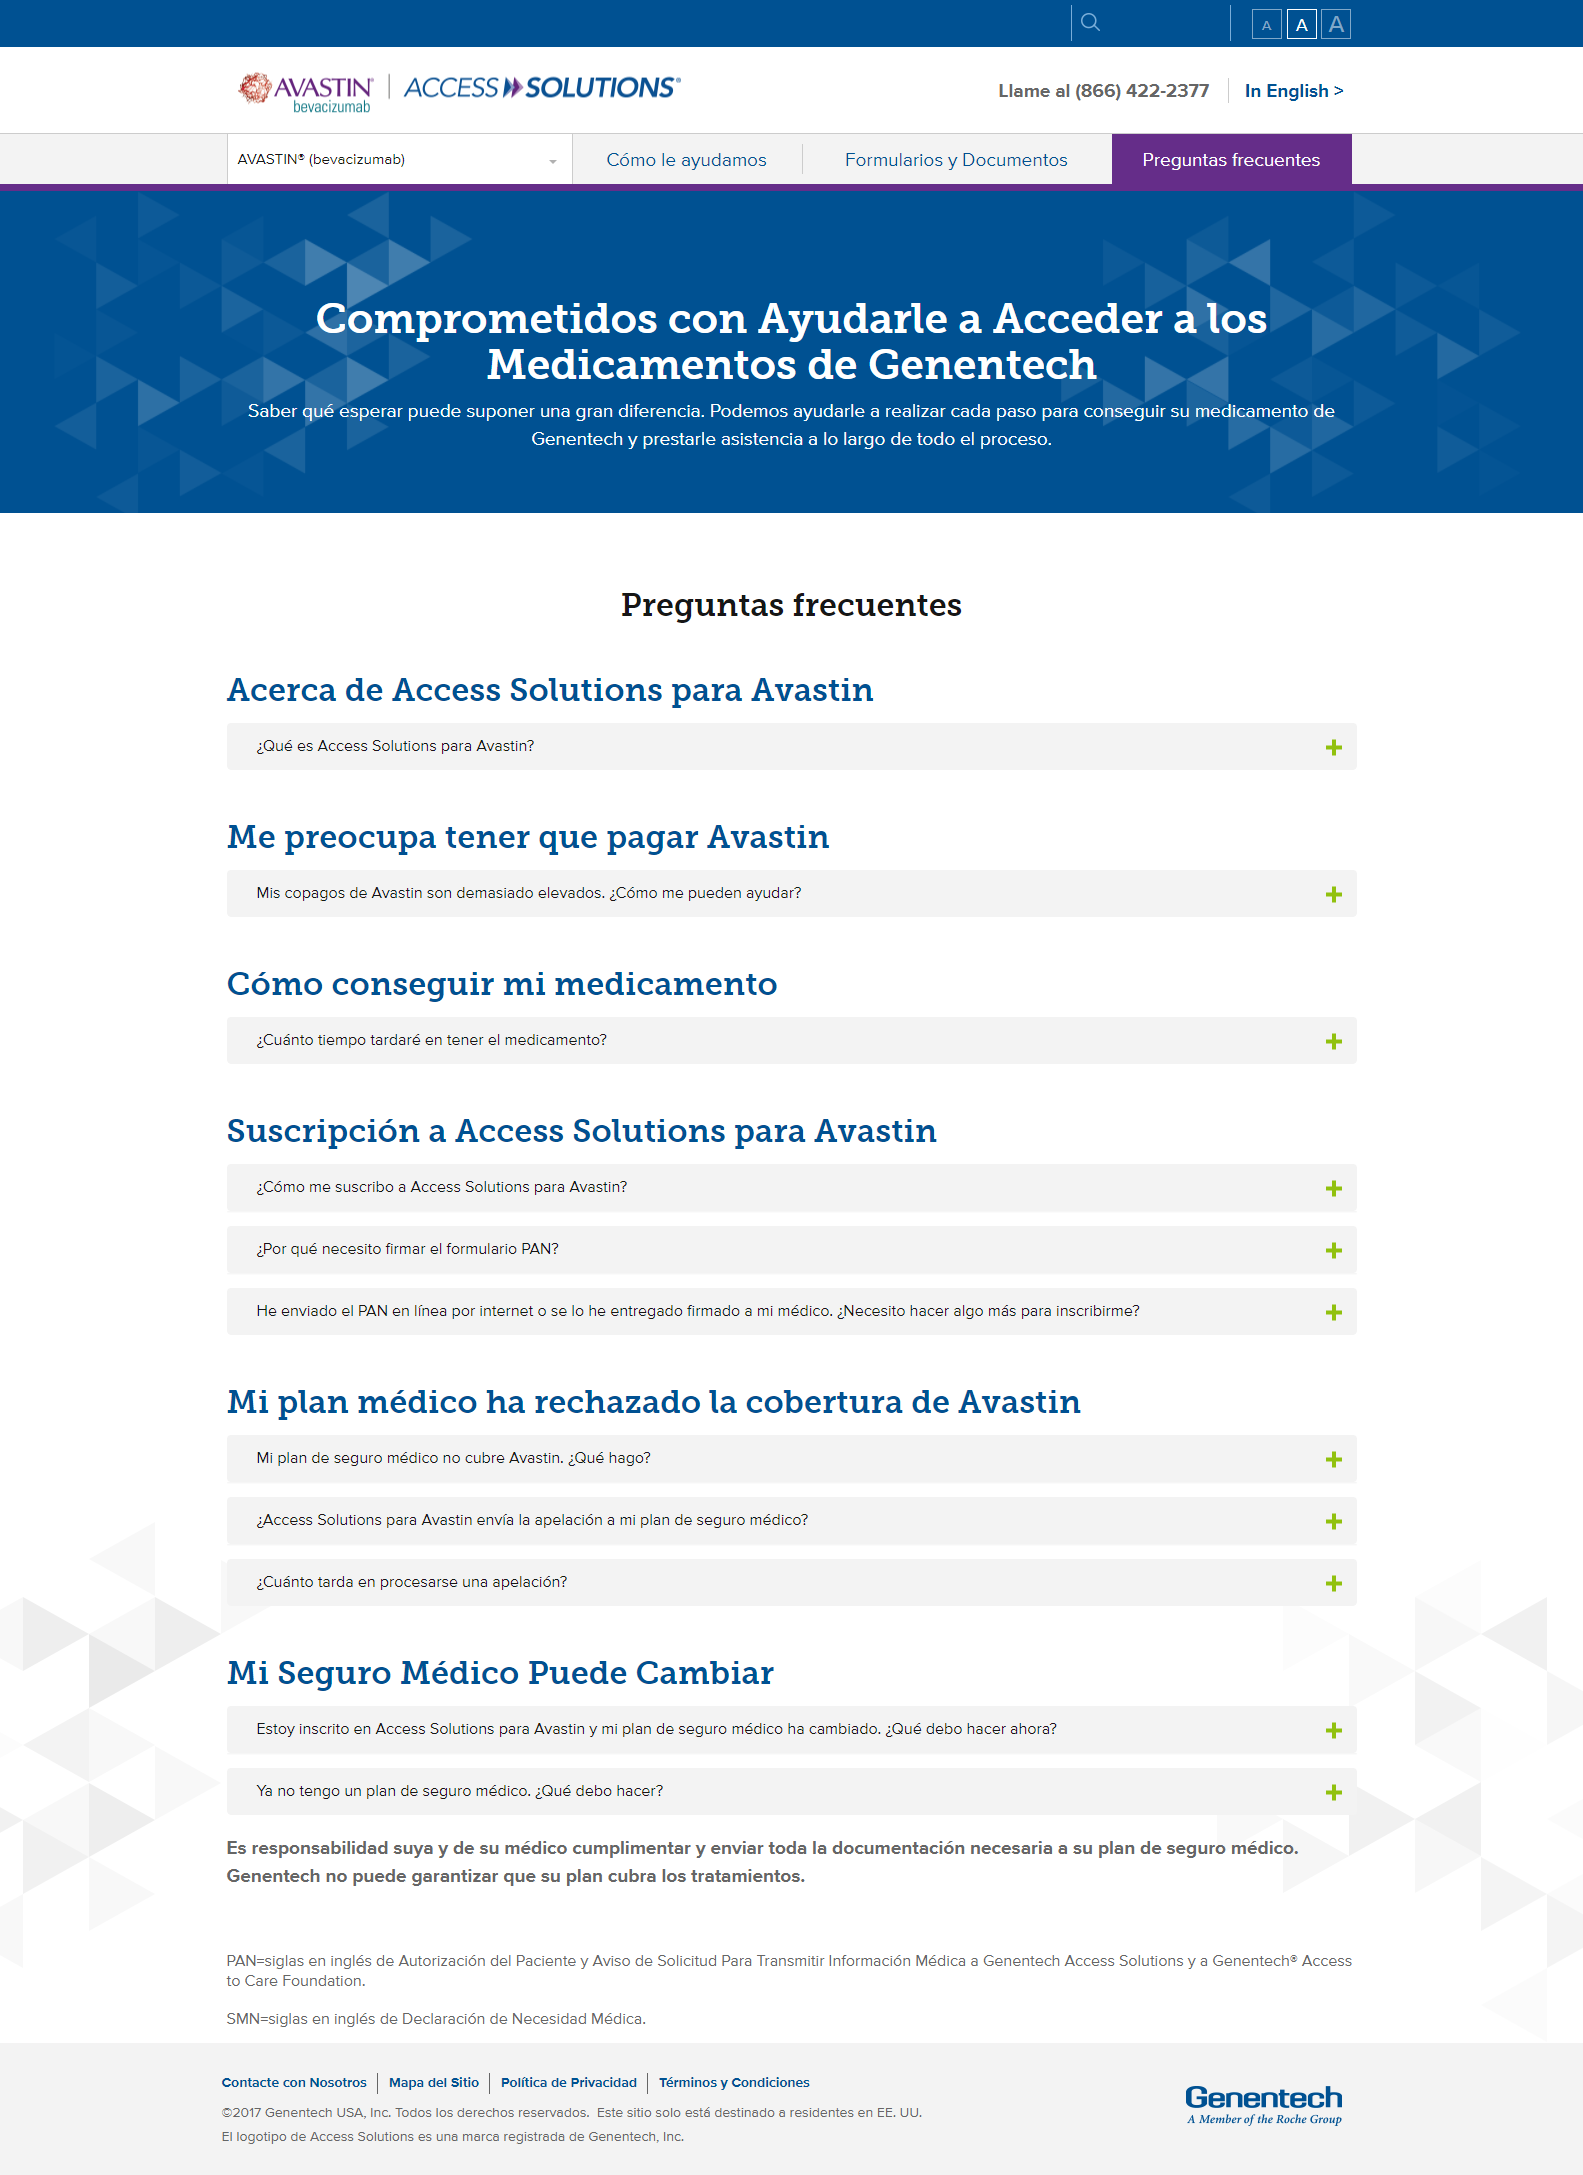 A A A
AVASTIN® | ACCESS SOLUTIONS®
bevacizumab
Llame al (866) 422-2377
In English >
AVASTIN® (bevacizumab)
Cómo le ayudamos
Formularios y Documentos
Preguntas frecuentes
Comprometidos con Ayudarle a Acceder a los
Medicamentos de Genentech
Saber qué esperar puede suponer una gran diferencia. Podemos ayudarle a realizar cada paso para conseguir su medicamento de
Genentech y prestarle asistencia a lo largo de todo el proceso.
Preguntas frecuentes
Acerca de Access Solutions para Avastin
¿Qué es Access Solutions para Avastin?
Me preocupa tener que pagar Avastin
Mis copagos de Avastin son demasiado elevados. ¿Cómo me pueden ayudar?
Cómo conseguir mi medicamento
¿Cuánto tiempo tardaré en tener el medicamento?
Suscripción a Access Solutions para Avastin
¿Cómo me suscribo a Access Solutions para Avastin?
¿Por qué necesito firmar el formulario PAN?
He enviado el PAN en línea por internet o se lo he entregado firmado a mi médico. ¿Necesito hacer algo más para inscribirme?
Mi plan médico ha rechazado la cobertura de Avastin
Mi plan de seguro médico no cubre Avastin. ¿Qué hago?
¿Access Solutions para Avastin envía la apelación a mi plan de seguro médico?
¿Cuánto tarda en procesarse una apelación?
Mi Seguro Médico Puede Cambiar
Estoy inscrito en Access Solutions para Avastin y mi plan de seguro médico ha cambiado. ¿Qué debo hacer ahora?
Ya no tengo un plan de seguro médico. ¿Qué debo hacer?
Es responsabilidad suya y de su médico cumplimentar y enviar toda la documentación necesaria a su plan de seguro médico.
Genentech no puede garantizar que su plan cubra los tratamientos.
PAN=siglas en inglés de Autorización del Paciente y Aviso de Solicitud Para Transmitir Información Médica a Genentech Access Solutions y a Genentech® Access
to Care Foundation.
SMN=siglas en inglés de Declaración de Necesidad Médica.
Contacte con Nosotros | Mapa del Sitio | Política de Privacidad | Términos y Condiciones
©2017 Genentech USA, Inc. Todos los derechos reservados. Este sitio solo está destinado a residentes en EE. UU.
El logotipo de Access Solutions es una marca registrada de Genentech, Inc.
Genentech
A Member of the Roche Group